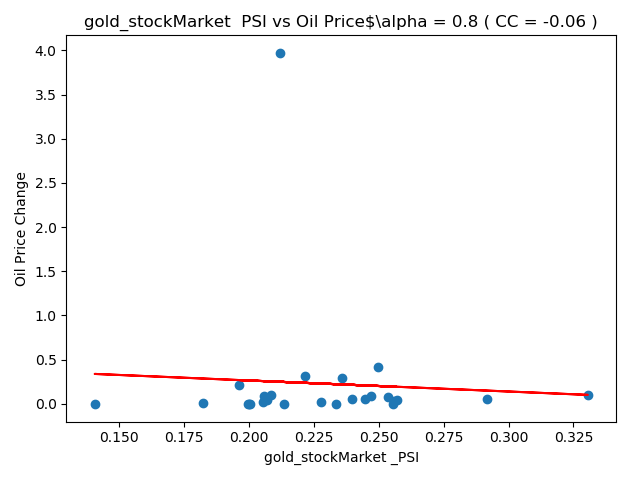 gold_stockMarket  PSI vs Oil Price$\alpha = 0.8 ( CC = -0.06 )
4.0
3.5
3.0
2.5
2.0
1.5
1.0
0.5
0.0
Oil Price Change
0.150 0.175 0.200 0.225 0.250 0.275 0.300 0.325
gold_stockMarket _PSI